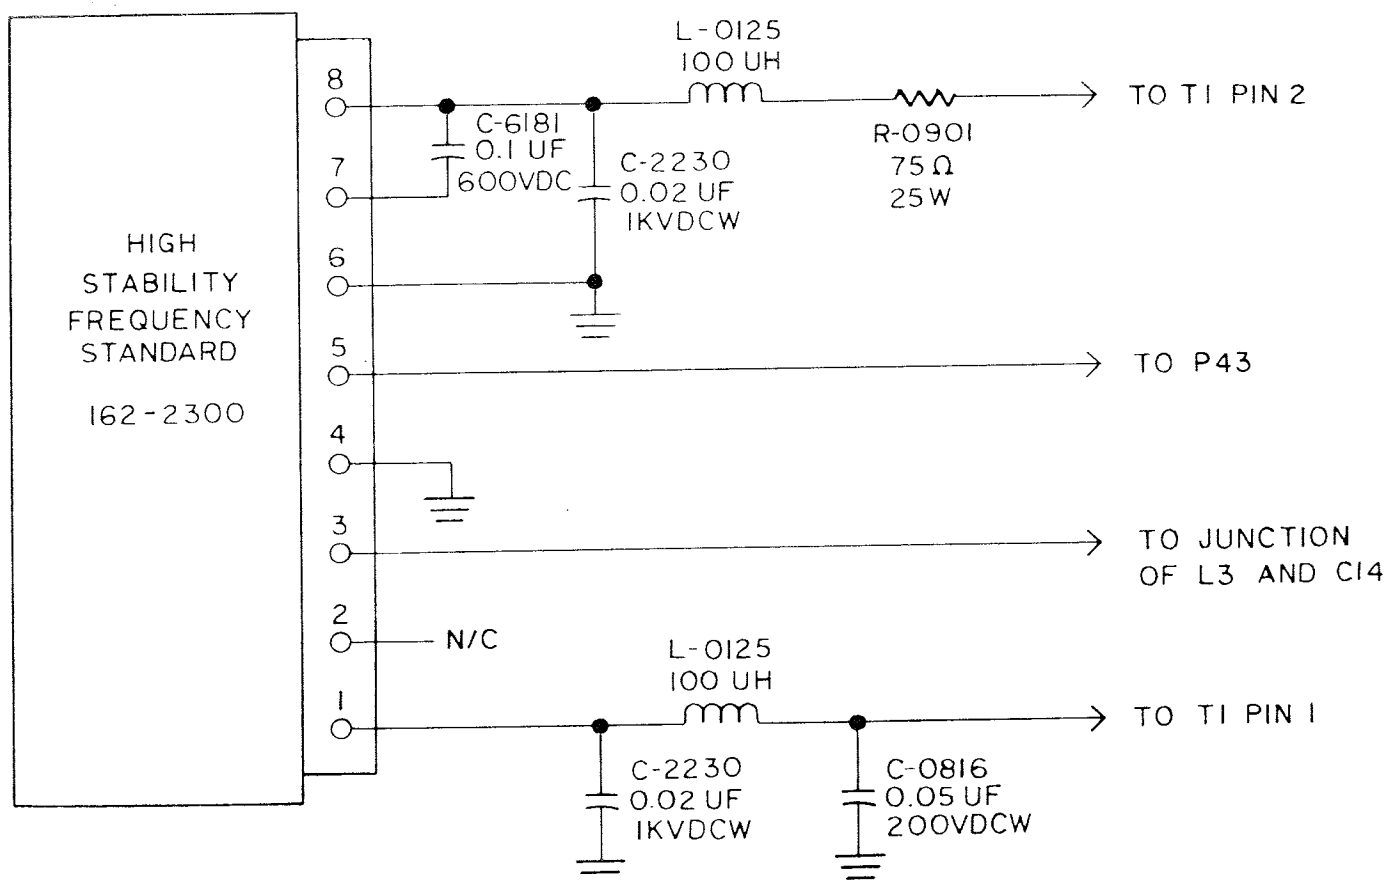 HIGH
STABILITY
FREQUENCY
STANDARD
162-2300
8
7
6
5
4
3
2
1
L-0125
100 UH
C-6181
0.1 UF
600VDC
C-2230
0.02 UF
1KVDCW
R-0901
75Ω
25W
TO T1 PIN 2
TO P43
TO JUNCTION
OF L3 AND C14
N/C
L-0125
100 UH
TO T1 PIN 1
C-2230
0.02 UF
1KVDCW
C-0816
0.05 UF
200VDCW